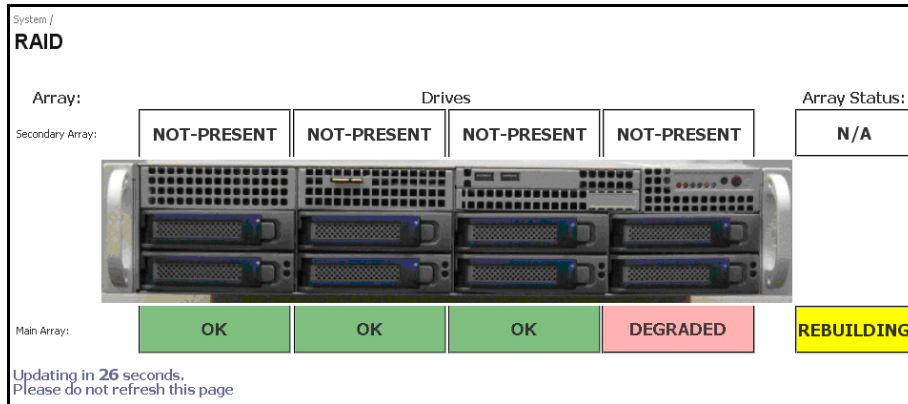 System /
RAID
Array: Drives Array Status:
Secondary Array: NOT-PRESENT NOT-PRESENT NOT-PRESENT NOT-PRESENT N/A
Main Array: OK OK OK DEGRADED REBUILDING
Updating in 26 seconds.
Please do not refresh this page